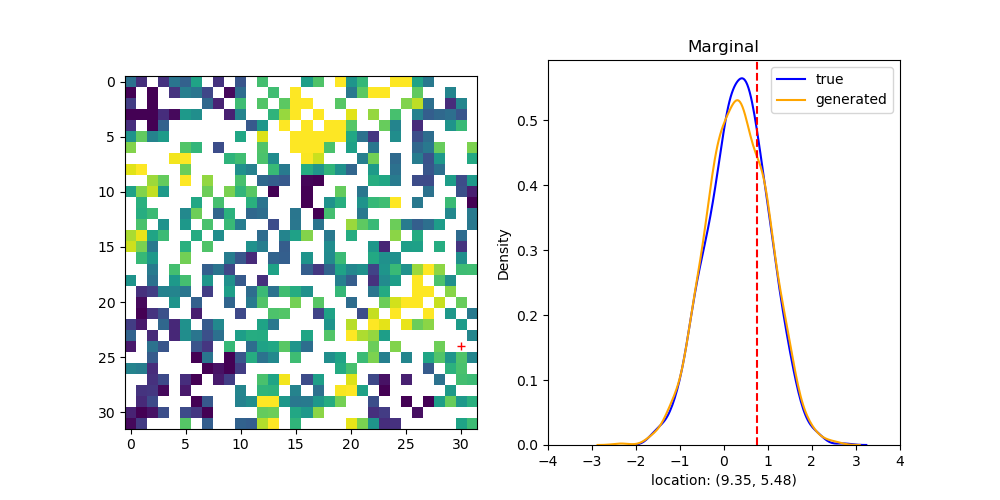 Marginal
0
5
10
15
20
25
30
0 5 10 15 20 25 30
Density
0.5
0.4
0.3
0.2
0.1
0.0
true
generated
−4 −3 −2 −1 0 1 2 3 4
location: (9.35, 5.48)